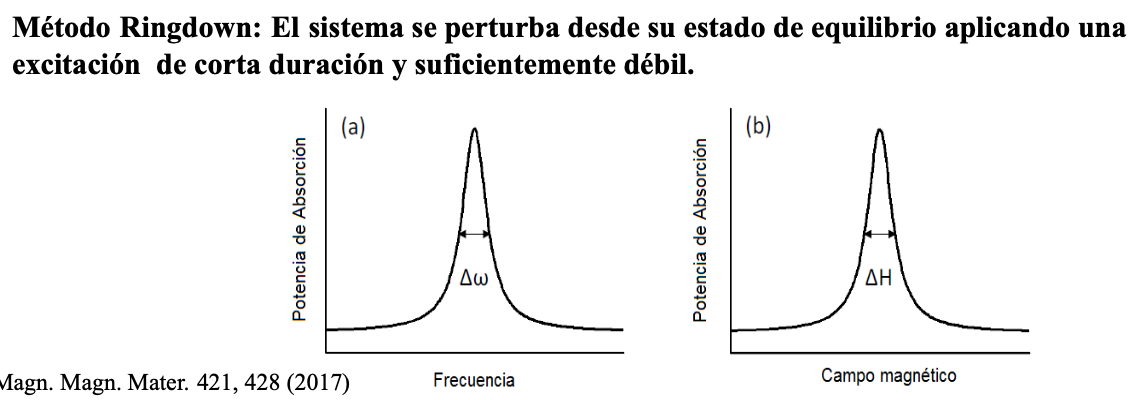 Método Ringdown: El sistema se perturba desde su estado de equilibrio aplicando una
excitación de corta duración y suficientemente débil.
(a)
Potencia de Absorción
Δω
Frecuencia
(b)
Potencia de Absorción
ΔH
Campo magnético
Magn. Magn. Mater. 421, 428 (2017)